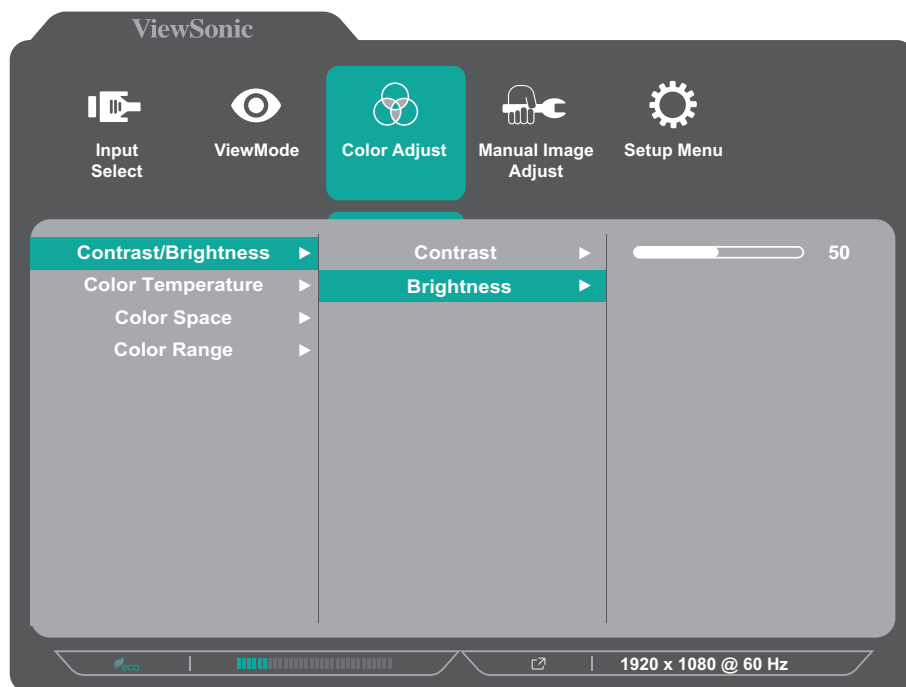 ViewSonic
Input Select
ViewMode
Color Adjust
Manual Image Adjust
Setup Menu
Contrast/Brightness
Color Temperature
Color Space
Color Range
Contrast
Brightness
50
eco
1920 x 1080 @ 60 Hz